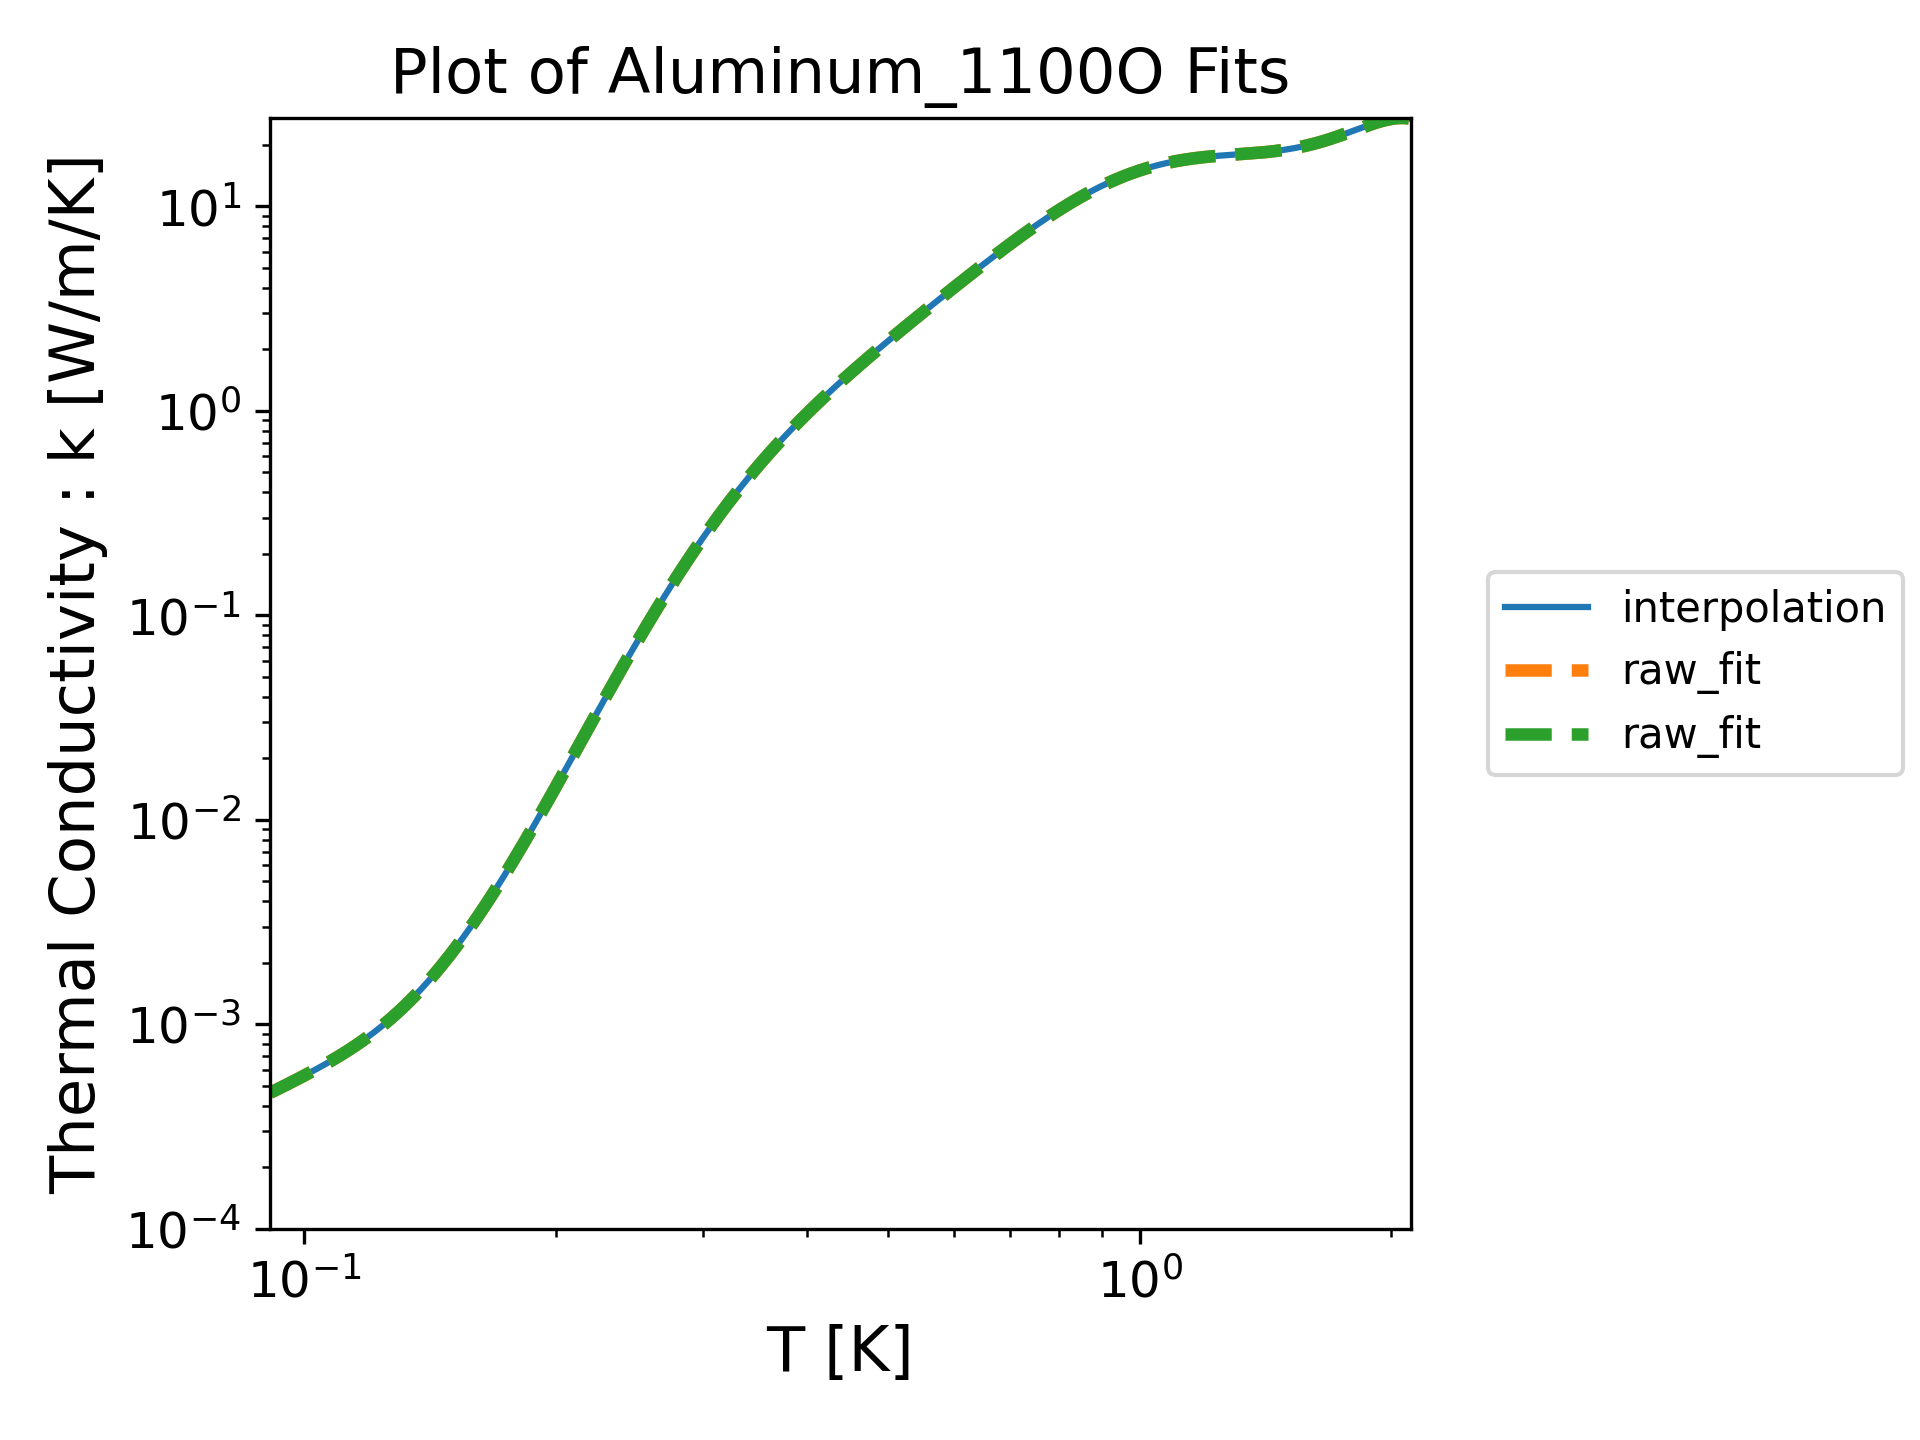 Plot of Aluminum_1100O Fits
Thermal Conductivity : k [W/m/K]
10¹
10⁰
10⁻¹
10⁻²
10⁻³
10⁻⁴
10⁻¹
10⁰
T [K]
interpolation
raw_fit
raw_fit